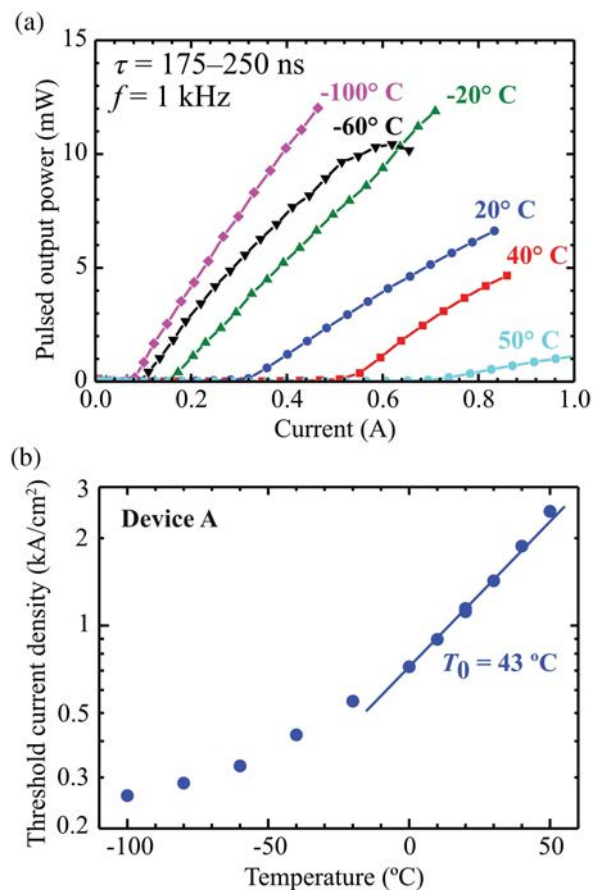 (a)
15
10
5
0
Pulsed output power (mW)
τ = 175–250 ns
f = 1 kHz
-100° C
-20° C
-60° C
20° C
40° C
50° C
0.0 0.2 0.4 0.6 0.8 1.0
Current (A)
(b)
3
1
0.5
0.3
0.2
Threshold current density (kA/cm²)
Device A
T₀ = 43 ºC
-100 -50 0 50
Temperature (ºC)